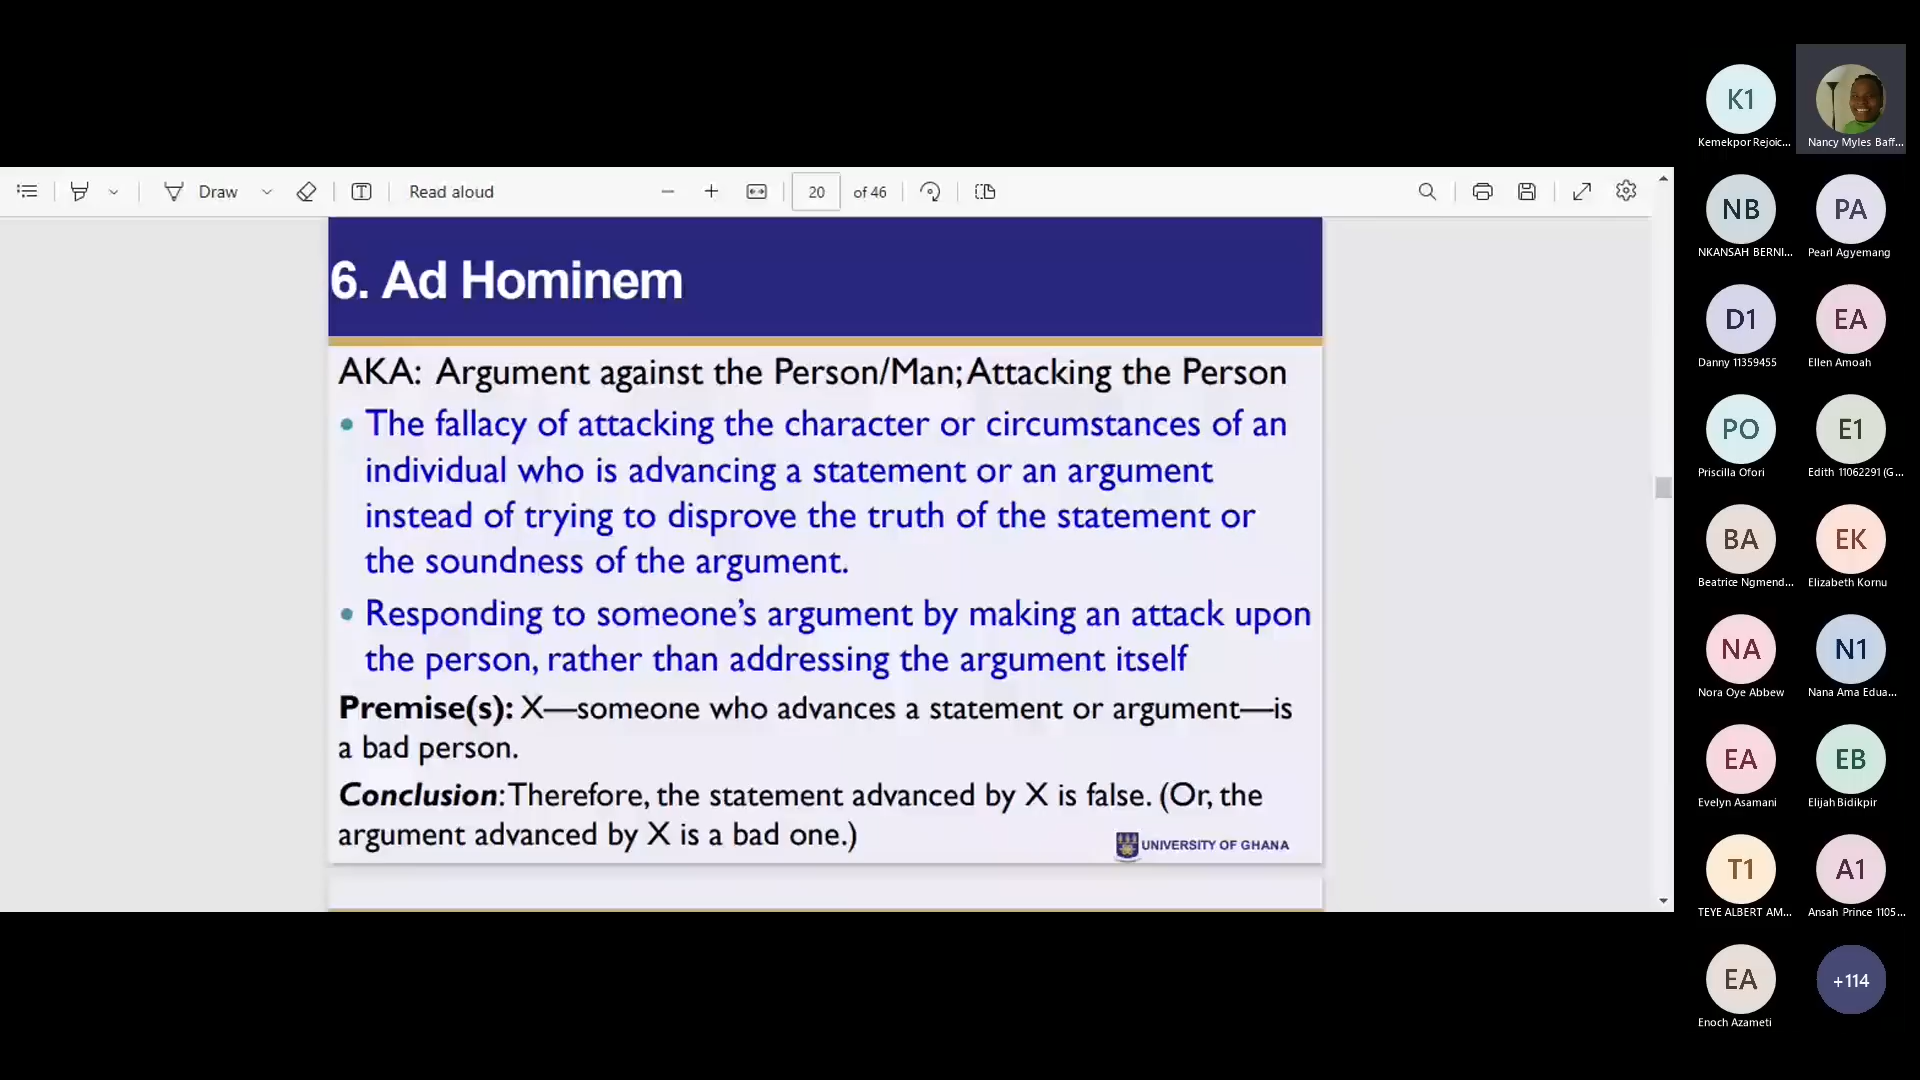 Draw
Read aloud
20
of 46
6. Ad Hominem
AKA: Argument against the Person/Man; Attacking the Person
• The fallacy of attacking the character or circumstances of an
individual who is advancing a statement or an argument
instead of trying to disprove the truth of the statement or
the soundness of the argument.
• Responding to someone's argument by making an attack upon
the person, rather than addressing the argument itself
Premise(s): X—someone who advances a statement or argument—is
a bad person.
Conclusion: Therefore, the statement advanced by X is false. (Or, the
argument advanced by X is a bad one.)
UNIVERSITY OF GHANA
K1
Kemekpor Rejoic...
Nancy Myles Baff...
NB
NKANSAH BERNI...
PA
Pearl Agyemang
D1
Danny 11359455
EA
Ellen Amoah
PO
Priscilla Ofori
E1
Edith 11062291 (G...
BA
Beatrice Ngmend...
EK
Elizabeth Kornu
NA
Nora Oye Abbew
N1
Nana Ama Edua...
EA
Evelyn Asamani
EB
Elijah Bidikpir
T1
TEYE ALBERT AM...
A1
Ansah Prince 1105...
EA
Enoch Azameti
+114